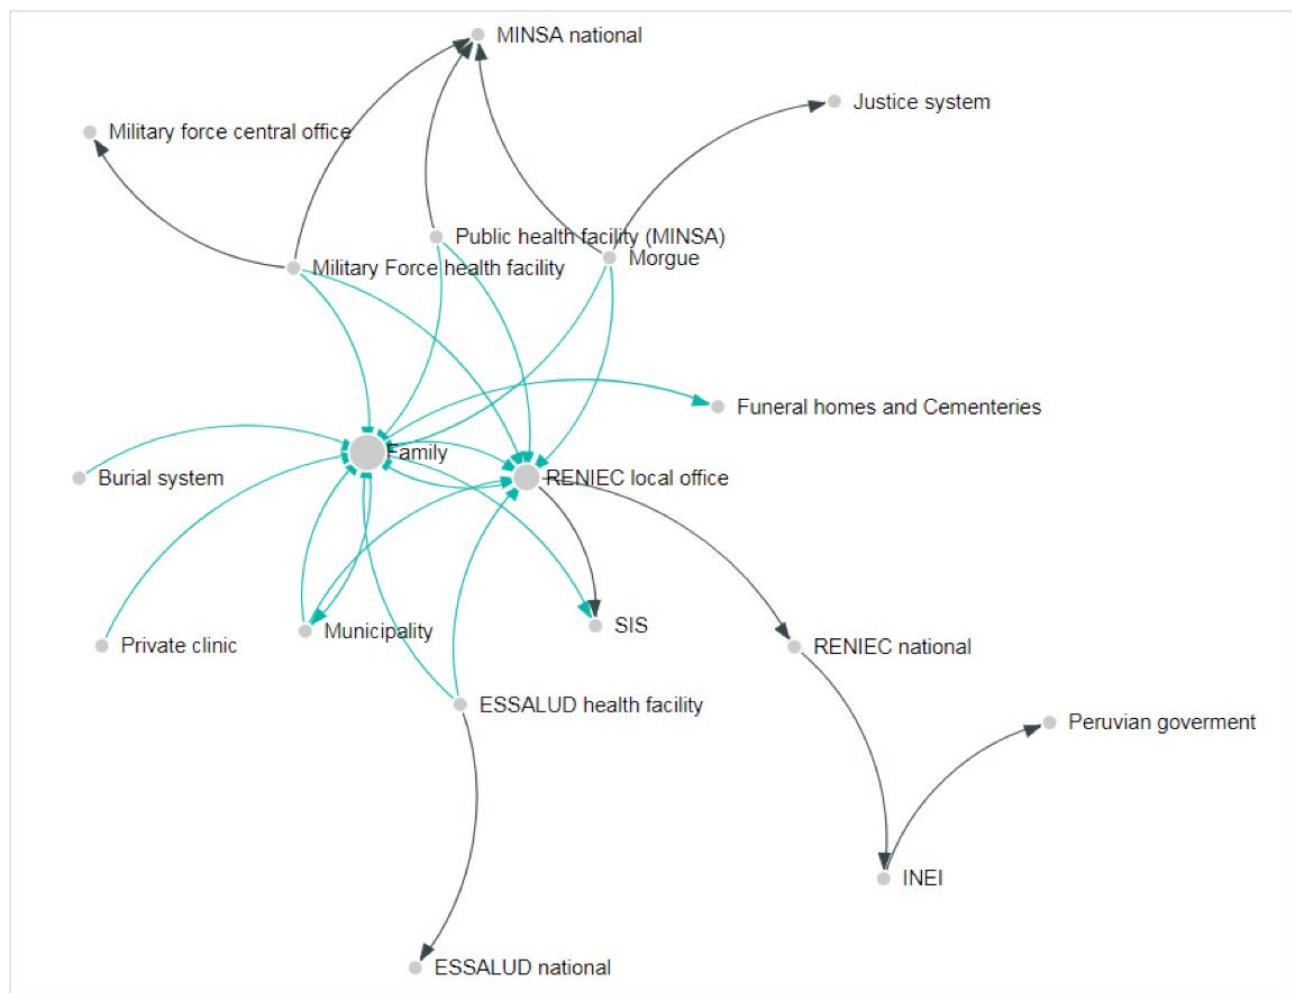 MINSA national
Justice system
Military force central office
Public health facility (MINSA)
Morgue
Military Force health facility
Funeral homes and Cementeries
Family
Burial system
RENIEC local office
SIS
Municipality
Private clinic
RENIEC national
ESSALUD health facility
Peruvian goverment
INEI
ESSALUD national